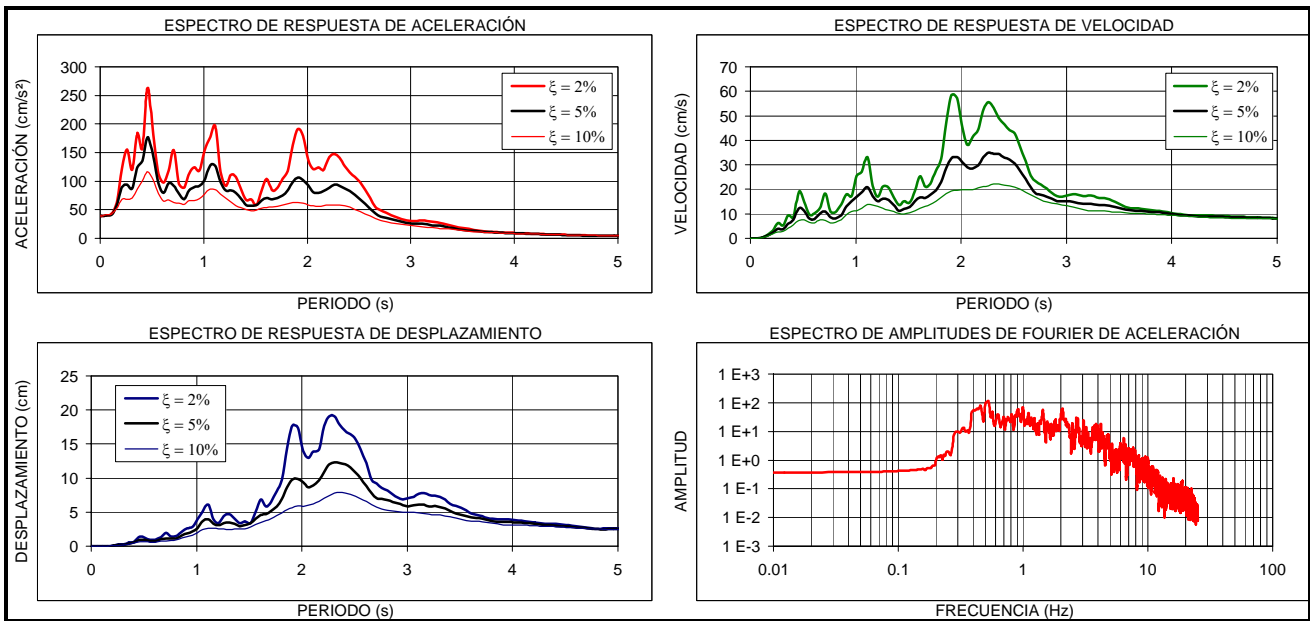 ESPECTRO DE RESPUESTA DE ACELERACIÓN
ACELERACIÓN (cm/s²)
300
250
200
150
100
50
0
0 1 2 3 4 5
PERIODO (s)
ξ = 2%
ξ = 5%
ξ = 10%
ESPECTRO DE RESPUESTA DE VELOCIDAD
VELOCIDAD (cm/s)
70
60
50
40
30
20
10
0
0 1 2 3 4 5
PERIODO (s)
ξ = 2%
ξ = 5%
ξ = 10%
ESPECTRO DE RESPUESTA DE DESPLAZAMIENTO
DESPLAZAMIENTO (cm)
25
20
15
10
5
0
0 1 2 3 4 5
PERIODO (s)
ξ = 2%
ξ = 5%
ξ = 10%
ESPECTRO DE AMPLITUDES DE FOURIER DE ACELERACIÓN
AMPLITUD
1 E+3
1 E+2
1 E+1
1 E+0
1 E-1
1 E-2
1 E-3
0.01 0.1 1 10 100
FRECUENCIA (Hz)